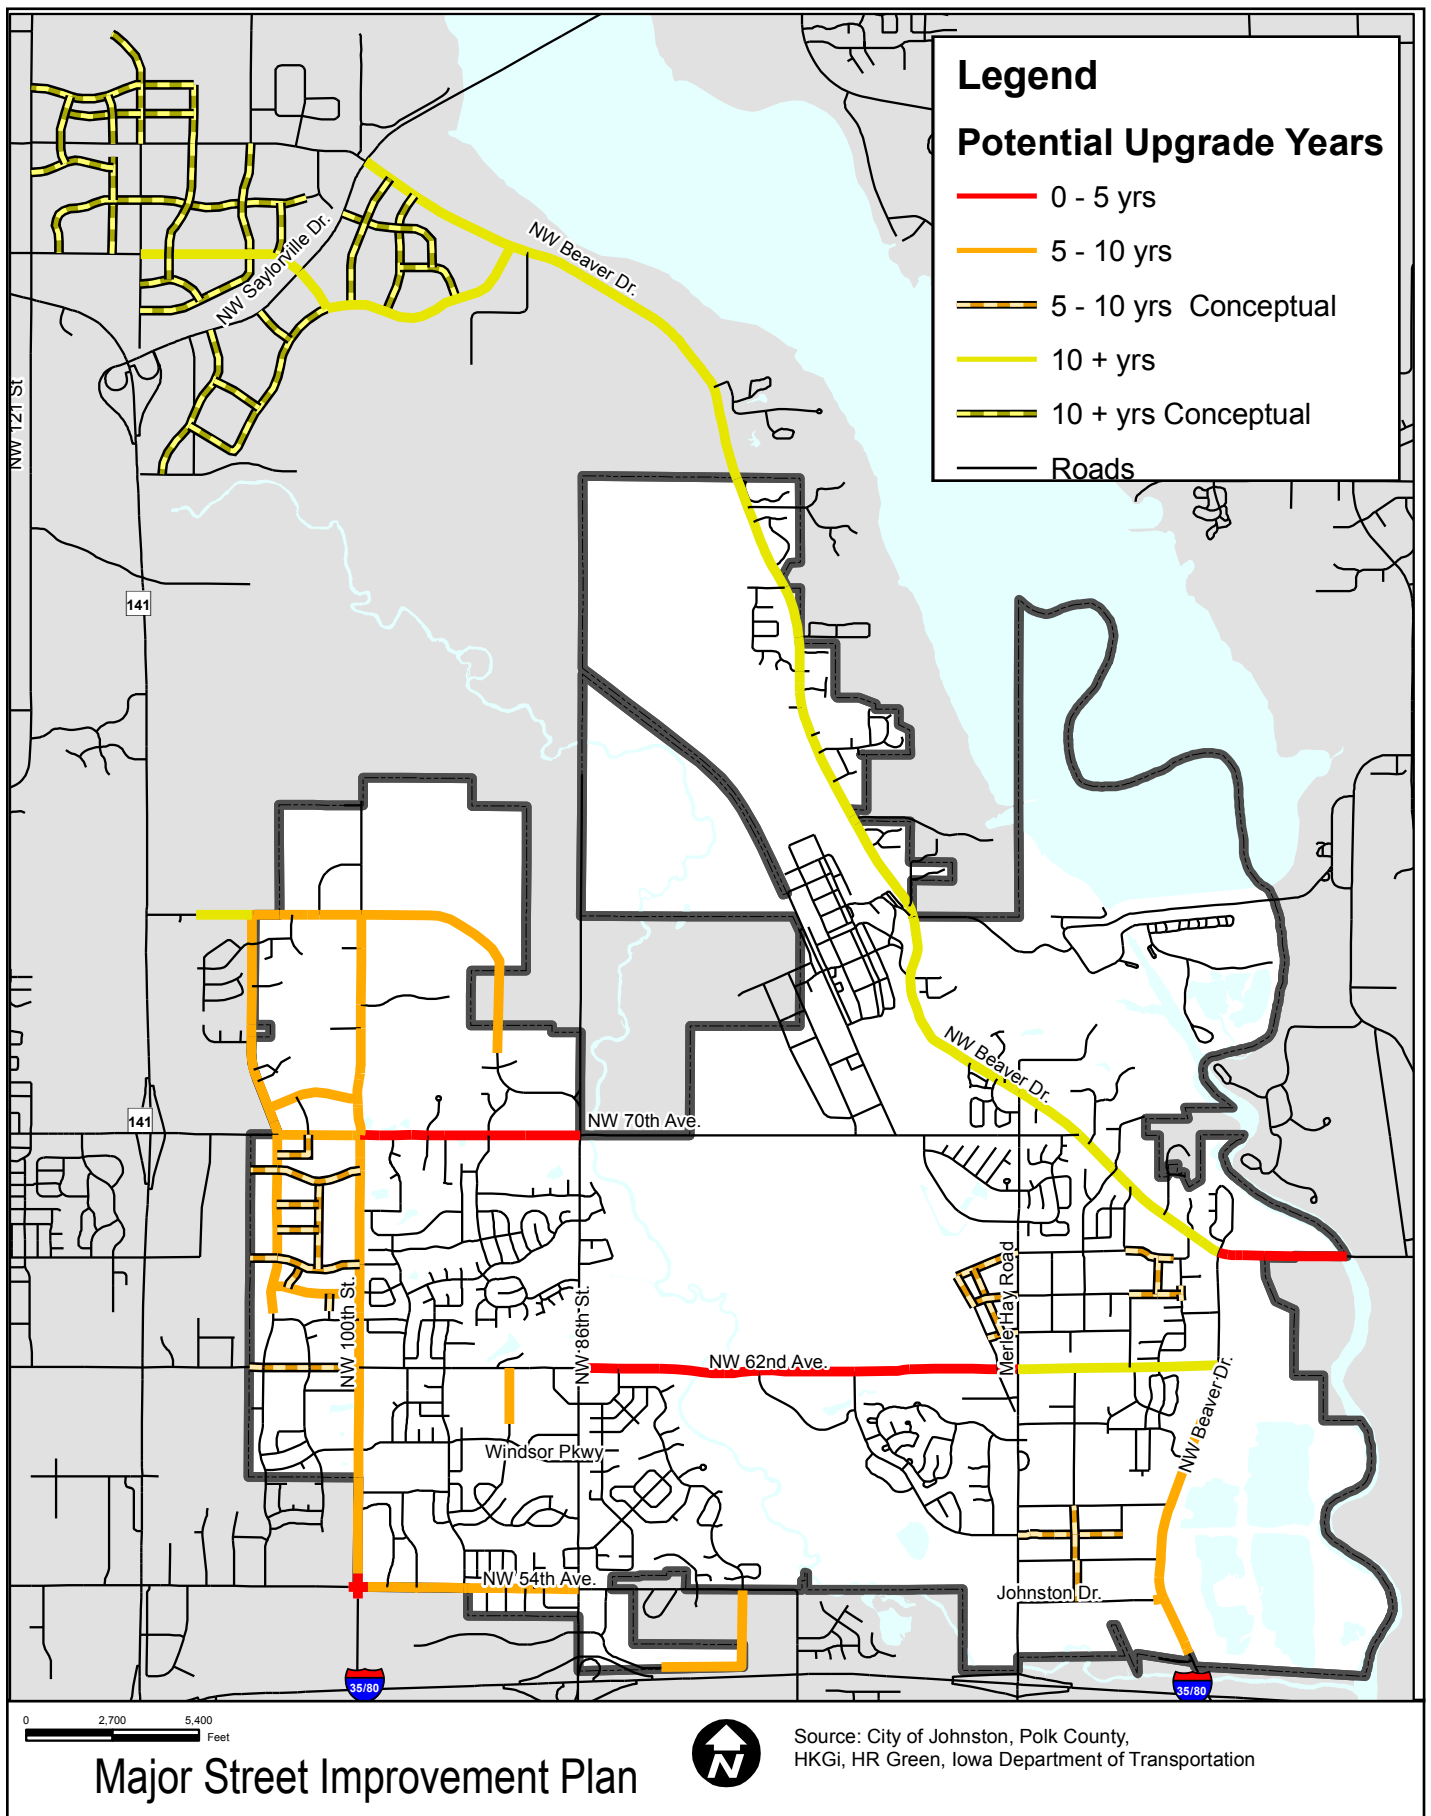 Legend
Potential Upgrade Years
0 - 5 yrs
5 - 10 yrs
5 - 10 yrs Conceptual
10 + yrs
10 + yrs Conceptual
Roads
NW Beaver Dr.
NW Saylorville Dr.
NW 121 St
141
NW Beaver Dr.
141
NW 70th Ave.
NW 100th St.
NW 86th St.
Merle Hay Road
NW 62nd Ave.
NW Beaver Dr.
Windsor Pkwy
NW 54th Ave.
Johnston Dr.
35/80
35/80
0 2,700 5,400
Feet
Major Street Improvement Plan
N
Source: City of Johnston, Polk County,
HKGi, HR Green, Iowa Department of Transportation